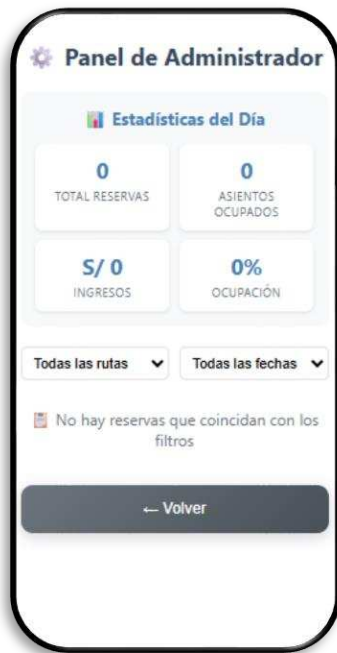 Panel de Administrador
Estadísticas del Día
0
TOTAL RESERVAS
0
ASIENTOS
OCUPADOS
S/ 0
INGRESOS
0%
OCUPACIÓN
Todas las rutas
Todas las fechas
No hay reservas que coincidan con los
filtros
← Volver